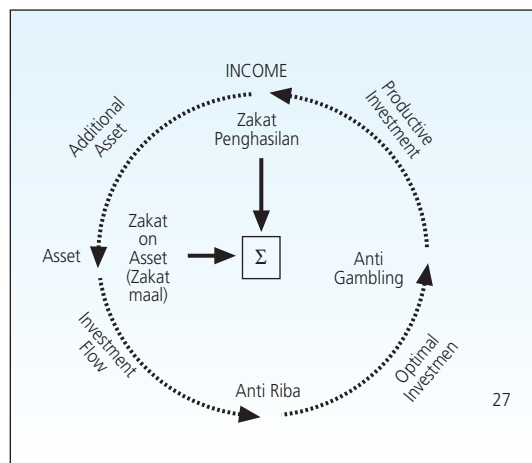 INCOME
Additional
Asset
Zakat
Penghasilan
Productive
Investment
Asset
Zakat
on
Asset
(Zakat
maal)
Σ
Anti
Gambling
Investment
Flow
Anti Riba
Optimal
Investmen
27